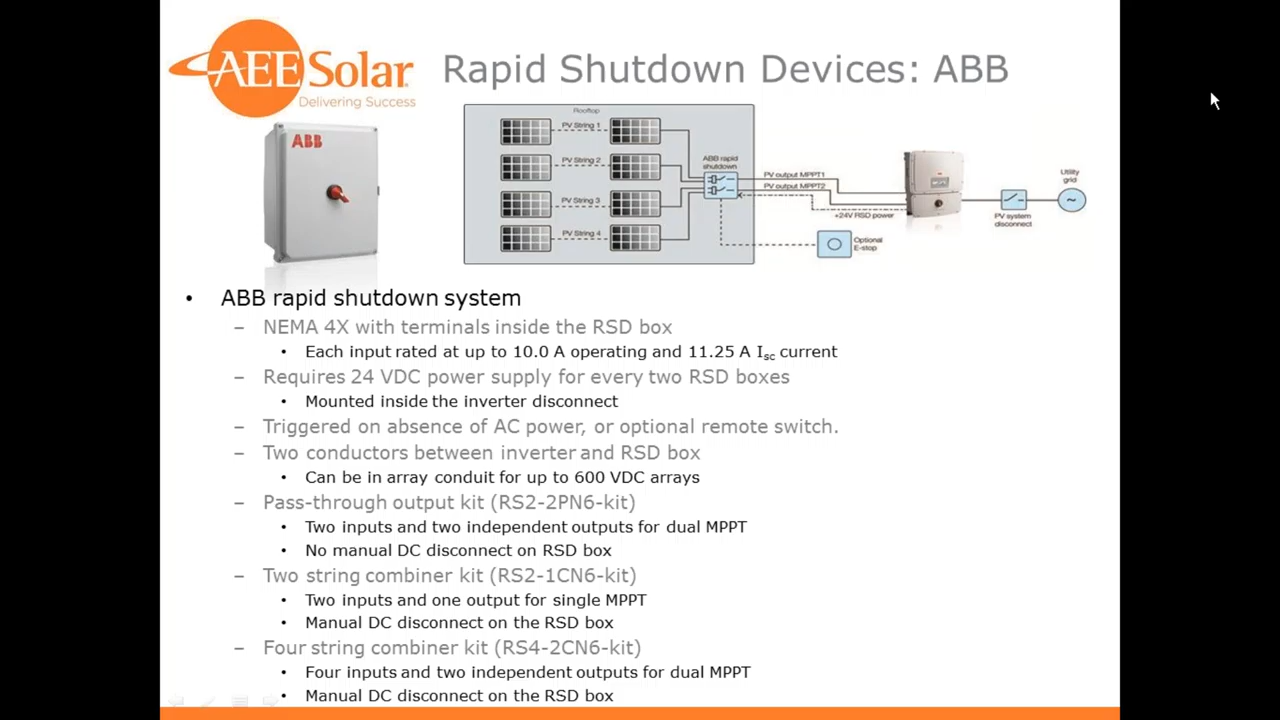 AEE Solar
Delivering Success
Rapid Shutdown Devices: ABB
ABB
Rooftop
PV String 1
PV String 2
PV String 3
PV String 4
ABB rapid
shutdown
PV output MPPT1
PV output MPPT2
+24V RSD power
Optional
E-stop
PV system
disconnect
Utility
grid
• ABB rapid shutdown system
– NEMA 4X with terminals inside the RSD box
• Each input rated at up to 10.0 A operating and 11.25 A Isc current
– Requires 24 VDC power supply for every two RSD boxes
• Mounted inside the inverter disconnect
– Triggered on absence of AC power, or optional remote switch.
– Two conductors between inverter and RSD box
• Can be in array conduit for up to 600 VDC arrays
– Pass-through output kit (RS2-2PN6-kit)
• Two inputs and two independent outputs for dual MPPT
• No manual DC disconnect on RSD box
– Two string combiner kit (RS2-1CN6-kit)
• Two inputs and one output for single MPPT
• Manual DC disconnect on the RSD box
– Four string combiner kit (RS4-2CN6-kit)
• Four inputs and two independent outputs for dual MPPT
• Manual DC disconnect on the RSD box